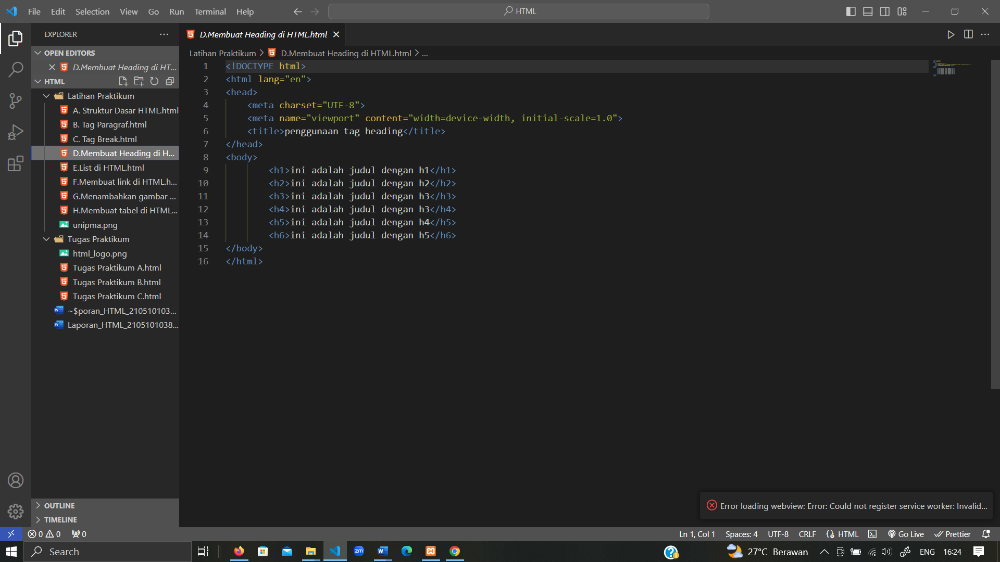 File Edit Selection View Go Run Terminal Help
HTML
EXPLORER
D.Membuat Heading di HTML.html
OPEN EDITORS
D.Membuat Heading di HT...
HTML
Latihan Praktikum
A. Struktur Dasar HTML.html
B. Tag Paragraf.html
C. Tag Break.html
D.Membuat Heading di H...
E.List di HTML.html
F.Membuat link di HTML.h...
G.Menambahkan gambar ...
H.Membuat tabel di HTML...
unipma.png
Tugas Praktikum
html_logo.png
Tugas Praktikum A.html
Tugas Praktikum B.html
Tugas Praktikum C.html
~$poran_HTML_210510103...
Laporan_HTML_2105101038...
OUTLINE
TIMELINE
Latihan Praktikum > D.Membuat Heading di HTML.html > ...
1 <!DOCTYPE html>
2 <html lang="en">
3 <head>
4 <meta charset="UTF-8">
5 <meta name="viewport" content="width=device-width, initial-scale=1.0">
6 <title>penggunaan tag heading</title>
7 </head>
8 <body>
9 <h1>ini adalah judul dengan h1</h1>
10 <h2>ini adalah judul dengan h2</h2>
11 <h3>ini adalah judul dengan h3</h3>
12 <h4>ini adalah judul dengan h3</h4>
13 <h5>ini adalah judul dengan h4</h5>
14 <h6>ini adalah judul dengan h5</h6>
15 </body>
16 </html>
Error loading webview: Error: Could not register service worker: Invalid...
0 0 0
Ln 1, Col 1 Spaces: 4 UTF-8 CRLF HTML Go Live Prettier
Search
zm
27°C Berawan
ENG 16:24